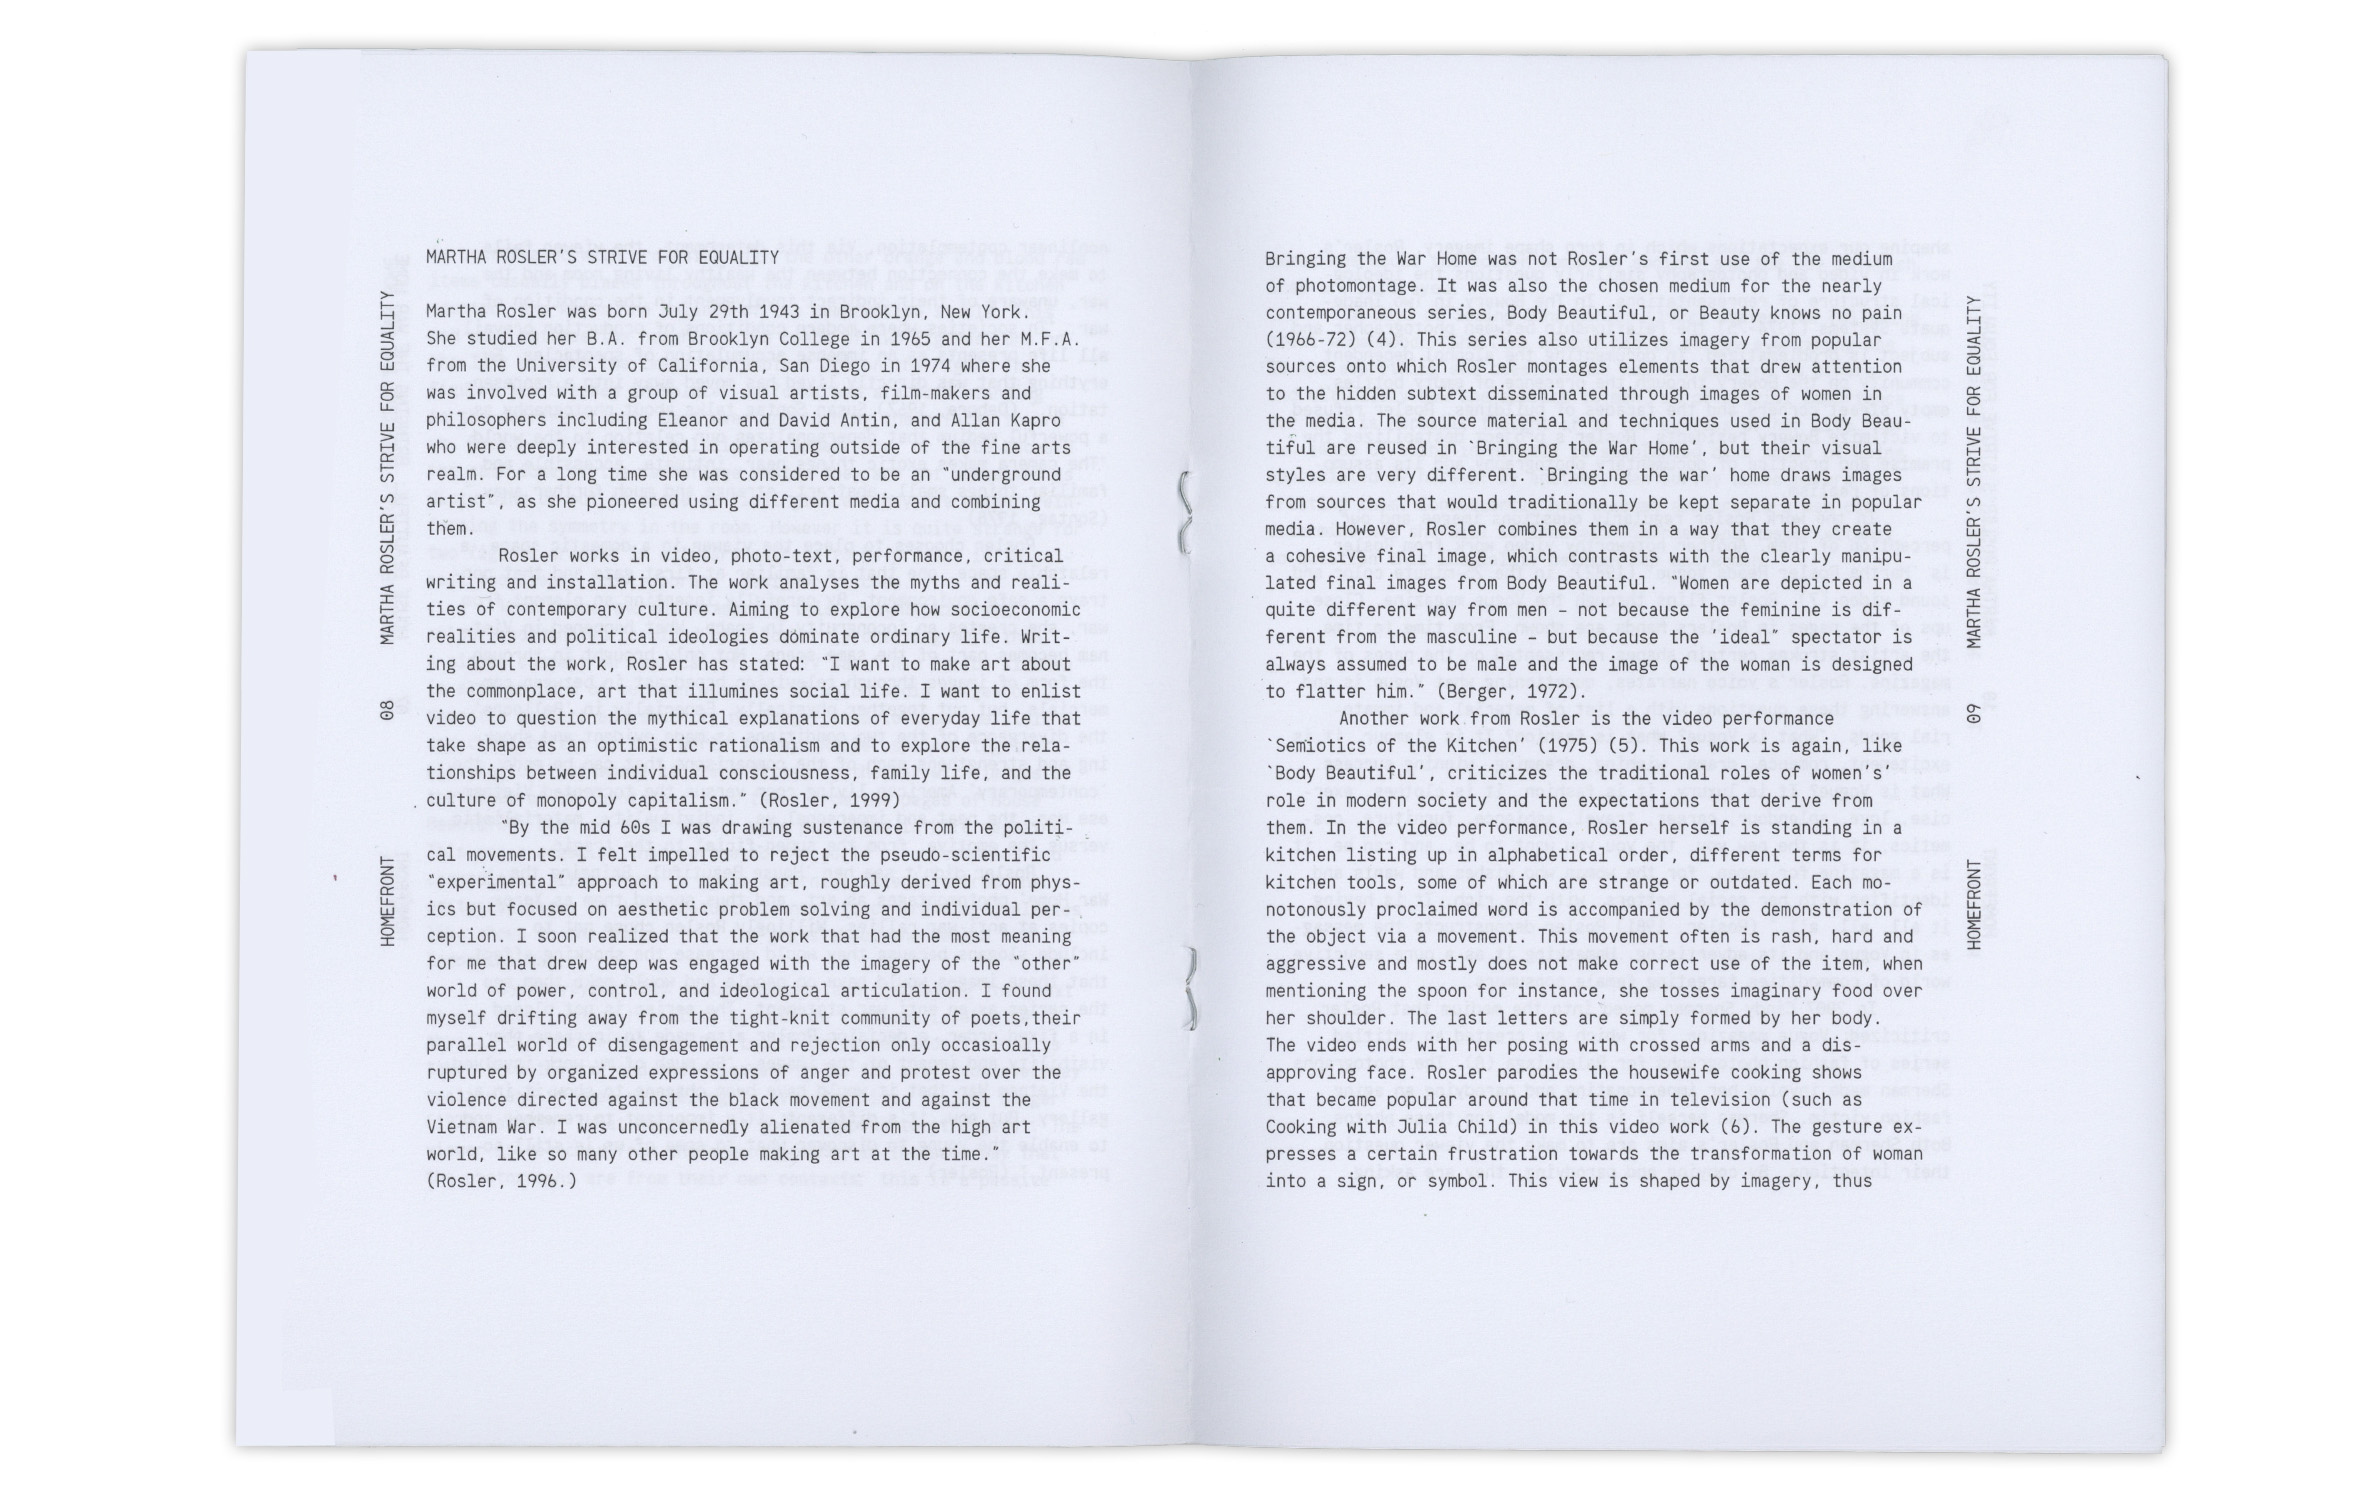 MARTHA ROSLER'S STRIVE FOR EQUALITY
08
HOMEFRONT
MARTHA ROSLER'S STRIVE FOR EQUALITY
Martha Rosler was born July 29th 1943 in Brooklyn, New York.
She studied her B.A. from Brooklyn College in 1965 and her M.F.A.
from the University of California, San Diego in 1974 where she
was involved with a group of visual artists, film-makers and
philosophers including Eleanor and David Antin, and Allan Kapro
who were deeply interested in operating outside of the fine arts
realm. For a long time she was considered to be an "underground
artist", as she pioneered using different media and combining
them.
Rosler works in video, photo-text, performance, critical
writing and installation. The work analyses the myths and reali-
ties of contemporary culture. Aiming to explore how socioeconomic
realities and political ideologies dominate ordinary life. Writ-
ing about the work, Rosler has stated: "I want to make art about
the commonplace, art that illumines social life. I want to enlist
video to question the mythical explanations of everyday life that
take shape as an optimistic rationalism and to explore the rela-
tionships between individual consciousness, family life, and the
culture of monopoly capitalism." (Rosler, 1999)
"By the mid 60s I was drawing sustenance from the politi-
cal movements. I felt impelled to reject the pseudo-scientific
"experimental" approach to making art, roughly derived from phys-
ics but focused on aesthetic problem solving and individual per-
ception. I soon realized that the work that had the most meaning
for me that drew deep was engaged with the imagery of the "other"
world of power, control, and ideological articulation. I found
myself drifting away from the tight-knit community of poets,their
parallel world of disengagement and rejection only occasioally
ruptured by organized expressions of anger and protest over the
violence directed against the black movement and against the
Vietnam War. I was unconcernedly alienated from the high art
world, like so many other people making art at the time."
(Rosler, 1996.)
Bringing the War Home was not Rosler's first use of the medium
of photomontage. It was also the chosen medium for the nearly
contemporaneous series, Body Beautiful, or Beauty knows no pain
(1966-72) (4). This series also utilizes imagery from popular
sources onto which Rosler montages elements that drew attention
to the hidden subtext disseminated through images of women in
the media. The source material and techniques used in Body Beau-
tiful are reused in `Bringing the War Home', but their visual
styles are very different. `Bringing the war' home draws images
from sources that would traditionally be kept separate in popular
media. However, Rosler combines them in a way that they create
a cohesive final image, which contrasts with the clearly manipu-
lated final images from Body Beautiful. "Women are depicted in a
quite different way from men – not because the feminine is dif-
ferent from the masculine – but because the 'ideal" spectator is
always assumed to be male and the image of the woman is designed
to flatter him." (Berger, 1972).
Another work from Rosler is the video performance
`Semiotics of the Kitchen' (1975) (5). This work is again, like
`Body Beautiful', criticizes the traditional roles of women's'
role in modern society and the expectations that derive from
them. In the video performance, Rosler herself is standing in a
kitchen listing up in alphabetical order, different terms for
kitchen tools, some of which are strange or outdated. Each mo-
notonously proclaimed word is accompanied by the demonstration of
the object via a movement. This movement often is rash, hard and
aggressive and mostly does not make correct use of the item, when
mentioning the spoon for instance, she tosses imaginary food over
her shoulder. The last letters are simply formed by her body.
The video ends with her posing with crossed arms and a dis-
approving face. Rosler parodies the housewife cooking shows
that became popular around that time in television (such as
Cooking with Julia Child) in this video work (6). The gesture ex-
presses a certain frustration towards the transformation of woman
into a sign, or symbol. This view is shaped by imagery, thus
MARTHA ROSLER'S STRIVE FOR EQUALITY
09
HOMEFRONT